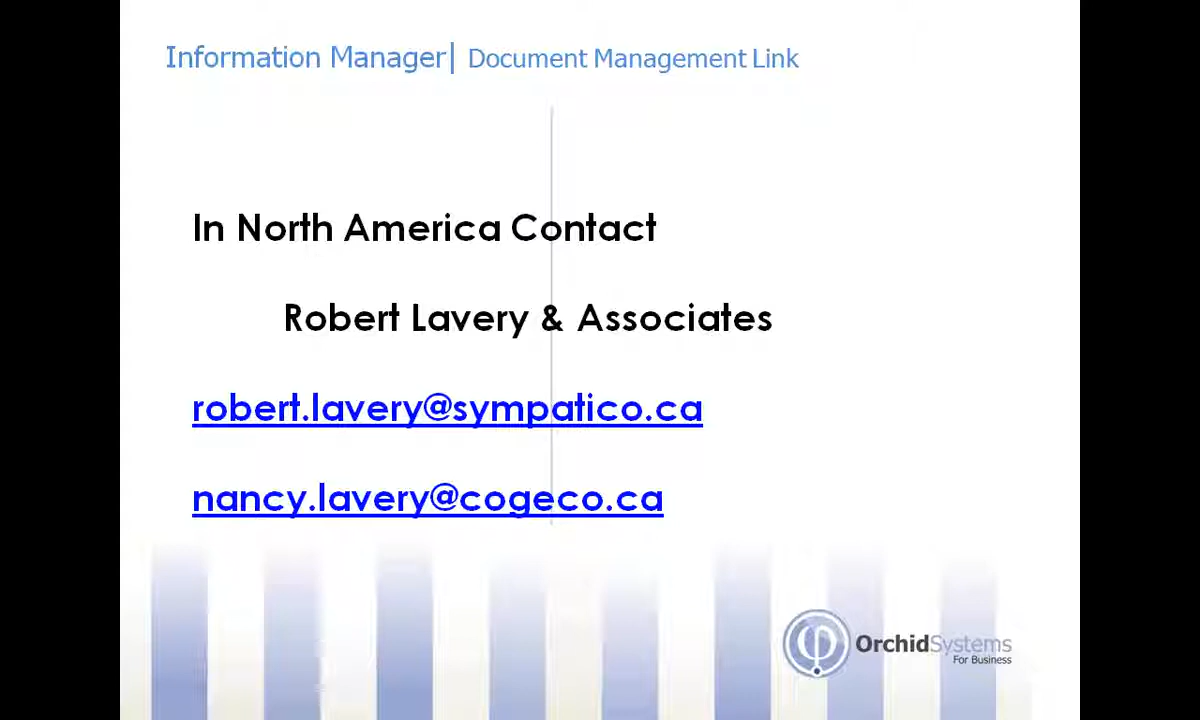 Information Manager| Document Management Link
In North America Contact
Robert Lavery & Associates
robert.lavery@sympatico.ca
nancy.lavery@cogeco.ca
OrchidSystems
For Business